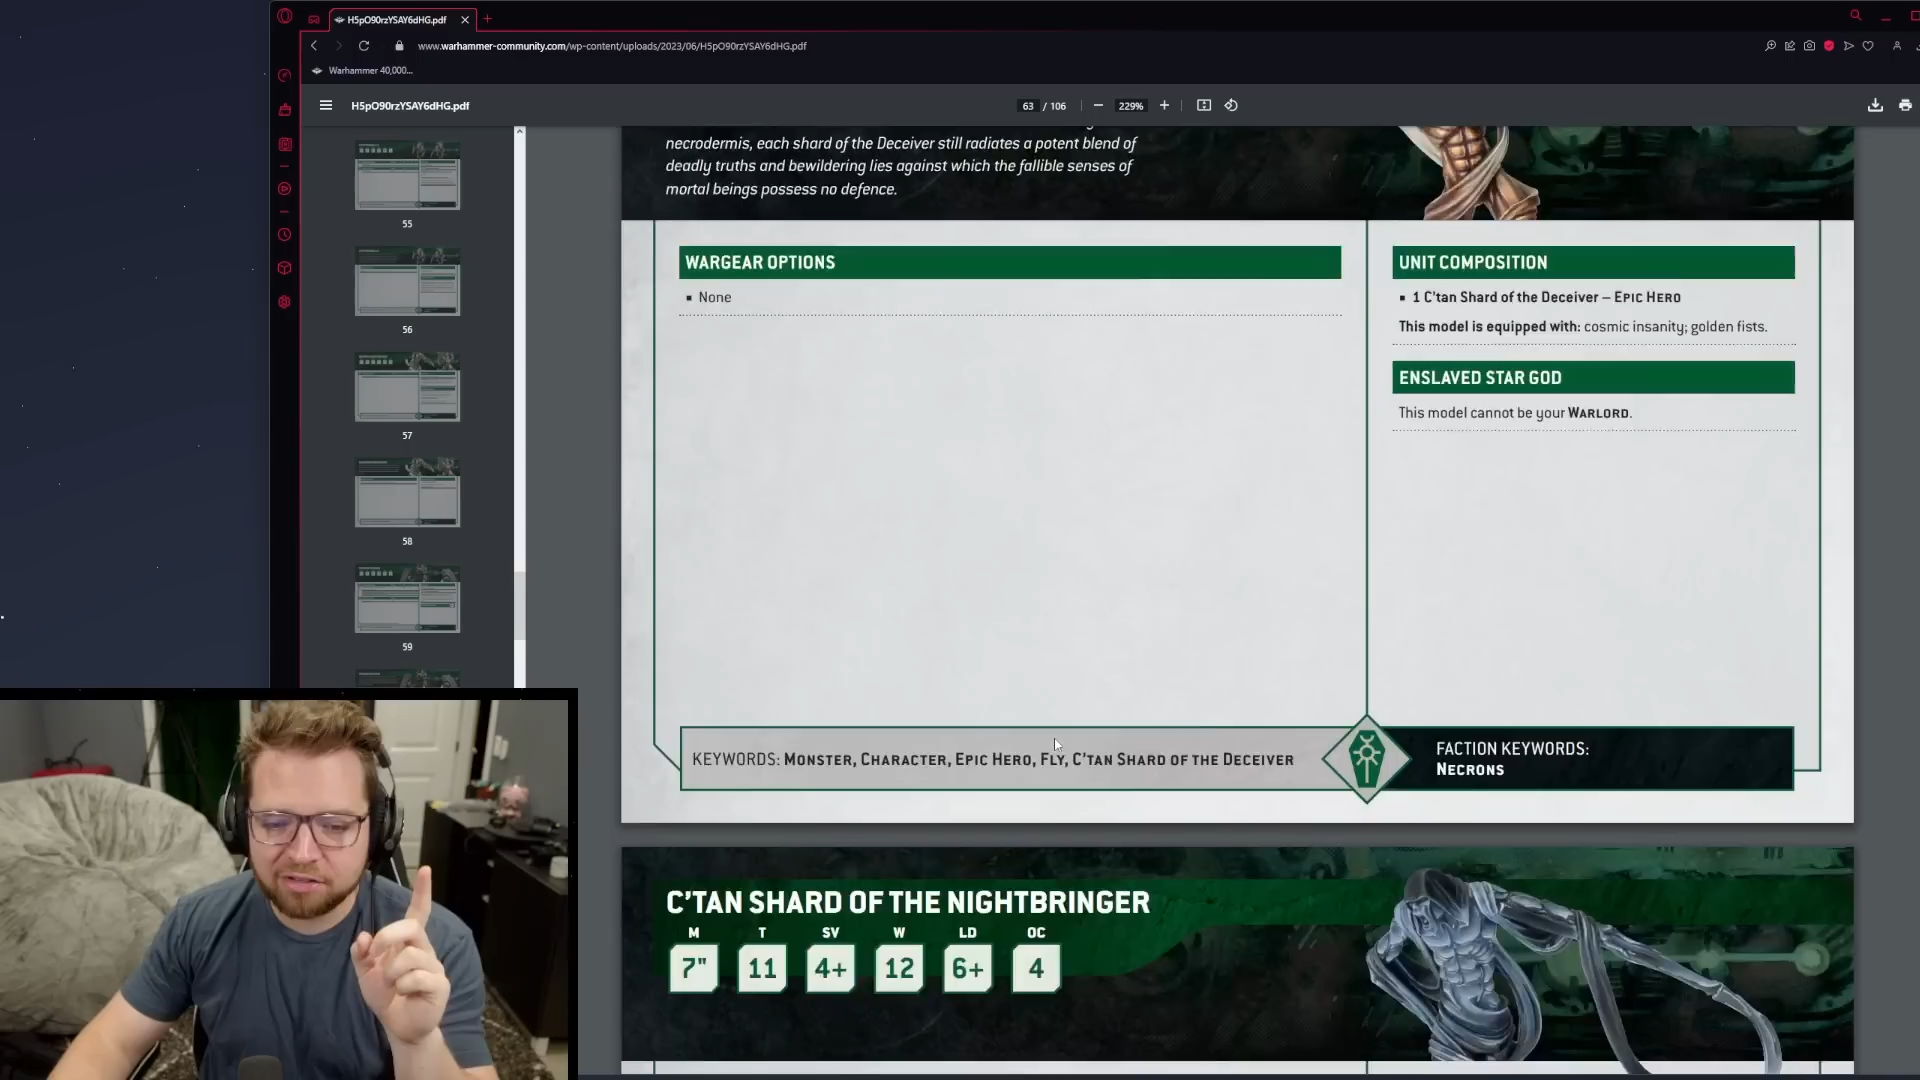 H5pO90rzYSAY6dHG.pdf
www.warhammer-community.com/wp-content/uploads/2023/06/H5pO90rzYSAY6dHG.pdf
Warhammer 40,000...
H5pO90rzYSAY6dHG.pdf
63 / 106
229%
55
56
57
58
59
necrodermis, each shard of the Deceiver still radiates a potent blend of
deadly truths and bewildering lies against which the fallible senses of
mortal beings possess no defence.
WARGEAR OPTIONS
None
UNIT COMPOSITION
1 C'tan Shard of the Deceiver – EPIC HERO
This model is equipped with: cosmic insanity; golden fists.
ENSLAVED STAR GOD
This model cannot be your WARLORD.
KEYWORDS: MONSTER, CHARACTER, EPIC HERO, FLY, C'TAN SHARD OF THE DECEIVER
FACTION KEYWORDS:
NECRONS
C'TAN SHARD OF THE NIGHTBRINGER
M T SV W LD OC
7" 11 4+ 12 6+ 4